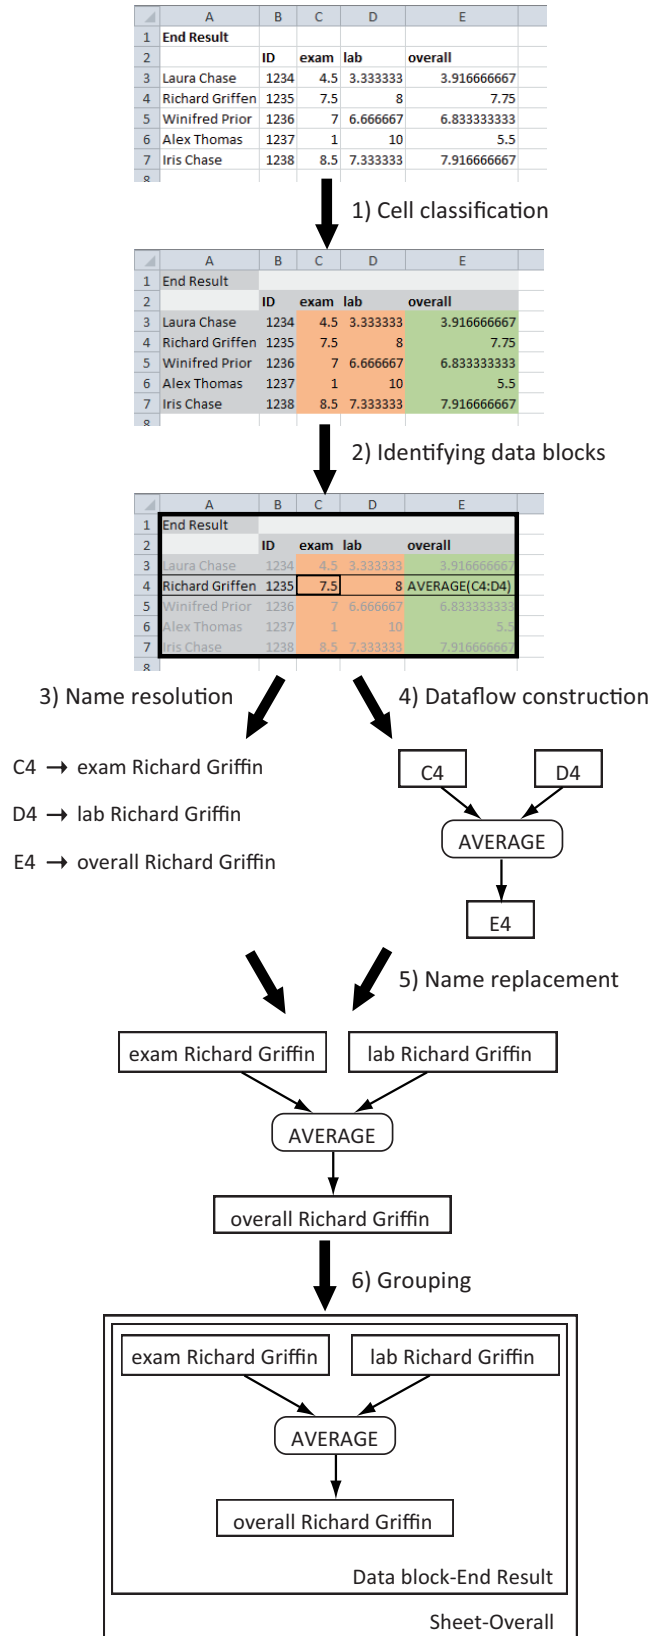 A B C D E
1 End Result
2 ID exam lab overall
3 Laura Chase 1234 4.5 3.333333 3.916666667
4 Richard Griffen 1235 7.5 8 7.75
5 Winifred Prior 1236 7 6.666667 6.833333333
6 Alex Thomas 1237 1 10 5.5
7 Iris Chase 1238 8.5 7.333333 7.916666667
8
1) Cell classification
A B C D E
1 End Result
2 ID exam lab overall
3 Laura Chase 1234 4.5 3.333333 3.916666667
4 Richard Griffen 1235 7.5 8 7.75
5 Winifred Prior 1236 7 6.666667 6.833333333
6 Alex Thomas 1237 1 10 5.5
7 Iris Chase 1238 8.5 7.333333 7.916666667
8
2) Identifying data blocks
A B C D E
1 End Result
2 ID exam lab overall
3 Laura Chase 1234 4.5 3.333333 3.916666667
4 Richard Griffen 1235 7.5 8 AVERAGE(C4:D4)
5 Winifred Prior 1236 7 6.666667 6.833333333
6 Alex Thomas 1237 1 10 5.5
7 Iris Chase 1238 8.5 7.333333 7.916666667
8
3) Name resolution
4) Dataflow construction
C4 → exam Richard Griffin
D4 → lab Richard Griffin
E4 → overall Richard Griffin
C4 D4
AVERAGE
E4
5) Name replacement
exam Richard Griffin lab Richard Griffin
AVERAGE
overall Richard Griffin
6) Grouping
exam Richard Griffin lab Richard Griffin
AVERAGE
overall Richard Griffin
Data block-End Result
Sheet-Overall